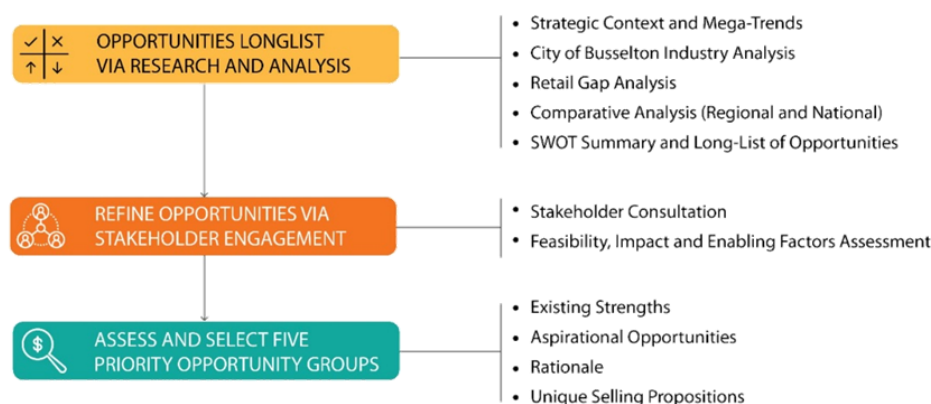 OPPORTUNITIES LONGLIST
VIA RESEARCH AND ANALYSIS
• Strategic Context and Mega-Trends
• City of Busselton Industry Analysis
• Retail Gap Analysis
• Comparative Analysis (Regional and National)
• SWOT Summary and Long-List of Opportunities
REFINE OPPORTUNITIES VIA
STAKEHOLDER ENGAGEMENT
• Stakeholder Consultation
• Feasibility, Impact and Enabling Factors Assessment
$
ASSESS AND SELECT FIVE
PRIORITY OPPORTUNITY GROUPS
• Existing Strengths
• Aspirational Opportunities
• Rationale
• Unique Selling Propositions